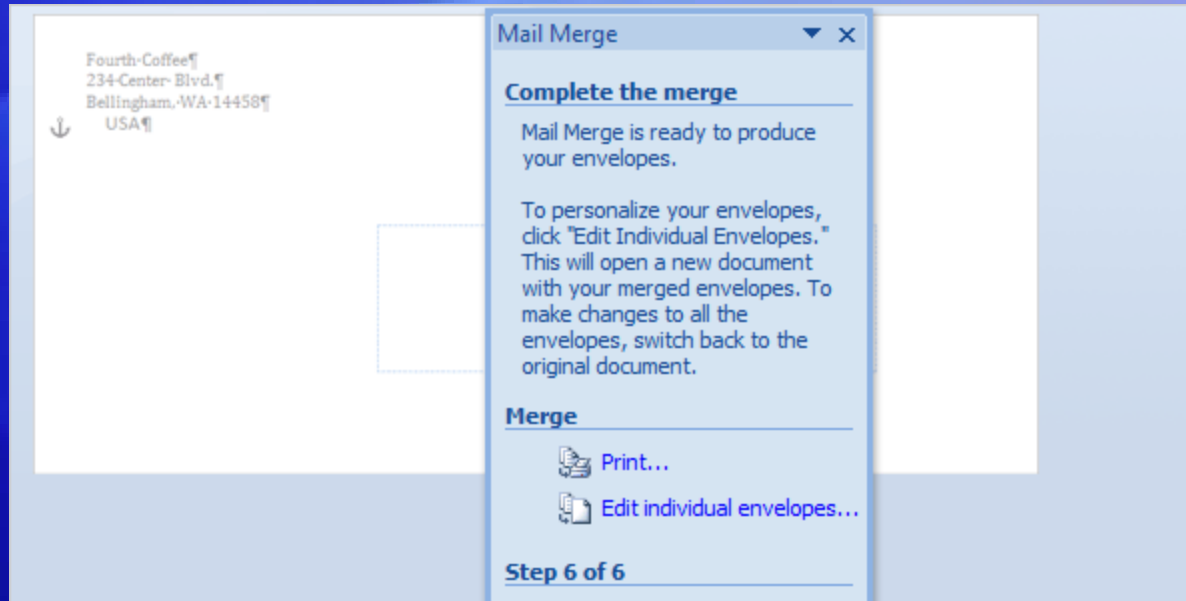 Fourth·Coffee¶
234·Center·Blvd.¶
Bellingham,·WA·14458¶
USA¶
Mail Merge
Complete the merge
Mail Merge is ready to produce
your envelopes.
To personalize your envelopes,
click "Edit Individual Envelopes."
This will open a new document
with your merged envelopes. To
make changes to all the
envelopes, switch back to the
original document.
Merge
Print...
Edit individual envelopes...
Step 6 of 6